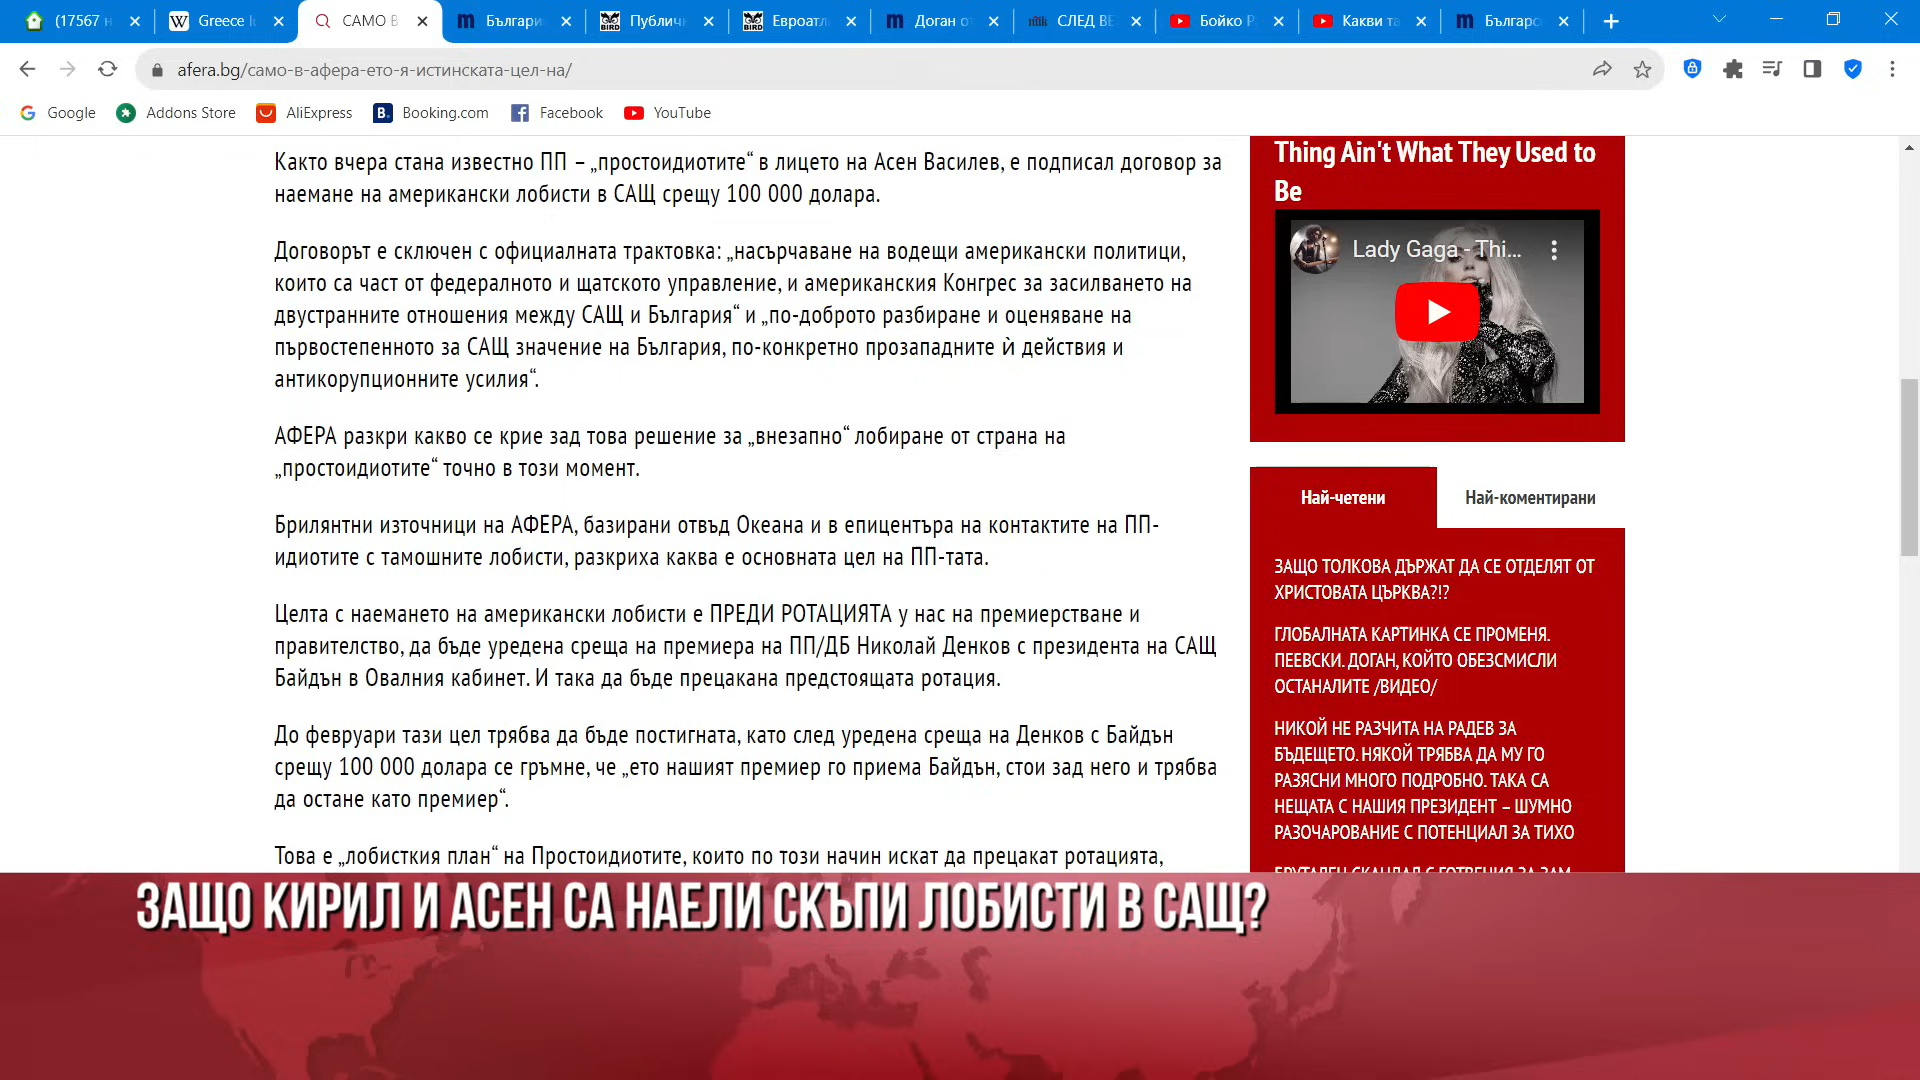 (17567 н
Greece l
САМО В
Българи
Публичн
Евроатл
Доган о
СЛЕД ВЕ
Бойко Р
Какви та
Българс
afera.bg/само-в-афера-ето-я-истинската-цел-на/
Google
Addons Store
AliExpress
Booking.com
Facebook
YouTube
Както вчера стана известно ПП – „простоидиотите“ в лицето на Асен Василев, е подписал договор за
наемане на американски лобисти в САЩ срещу 100 000 долара.
Договорът е сключен с официалната трактовка: „насърчаване на водещи американски политици,
които са част от федералното и щатското управление, и американския Конгрес за засилването на
двустранните отношения между САЩ и България“ и „по-доброто разбиране и оценяване на
първостепенното за САЩ значение на България, по-конкретно прозападните ѝ действия и
антикорупционните усилия“.
АФЕРА разкри какво се крие зад това решение за „внезапно“ лобиране от страна на
„простоидиотите“ точно в този момент.
Брилянтни източници на АФЕРА, базирани отвъд Океана и в епицентъра на контактите на ПП-
идиотите с тамошните лобисти, разкриха каква е основната цел на ПП-тата.
Целта с наемането на американски лобисти е ПРЕДИ РОТАЦИЯТА у нас на премиерстване и
правителство, да бъде уредена среща на премиера на ПП/ДБ Николай Денков с президента на САЩ
Байдън в Овалния кабинет. И така да бъде прецакана предстоящата ротация.
До февруари тази цел трябва да бъде постигната, като след уредена среща на Денков с Байдън
срещу 100 000 долара се гръмне, че „ето нашият премиер го приема Байдън, стои зад него и трябва
да остане като премиер“.
Това е „лобисткия план“ на Простоидиотите, които по този начин искат да прецакат ротацията,
Thing Ain't What They Used to
Be
Lady Gaga - Thi...
Най-четени
Най-коментирани
ЗАЩО ТОЛКОВА ДЪРЖАТ ДА СЕ ОТДЕЛЯТ ОТ
ХРИСТОВАТА ЦЪРКВА?!?
ГЛОБАЛНАТА КАРТИНКА СЕ ПРОМЕНЯ.
ПЕЕВСКИ. ДОГАН, КОЙТО ОБЕЗСМИСЛИ
ОСТАНАЛИТЕ /ВИДЕО/
НИКОЙ НЕ РАЗЧИТА НА РАДЕВ ЗА
БЪДЕЩЕТО. НЯКОЙ ТРЯБВА ДА МУ ГО
РАЗЯСНИ МНОГО ПОДРОБНО. ТАКА СА
НЕЩАТА С НАШИЯ ПРЕЗИДЕНТ – ШУМНО
РАЗОЧАРОВАНИЕ С ПОТЕНЦИАЛ ЗА ТИХО
ЗАЩО КИРИЛ И АСЕН СА НАЕЛИ СКЪПИ ЛОБИСТИ В САЩ?